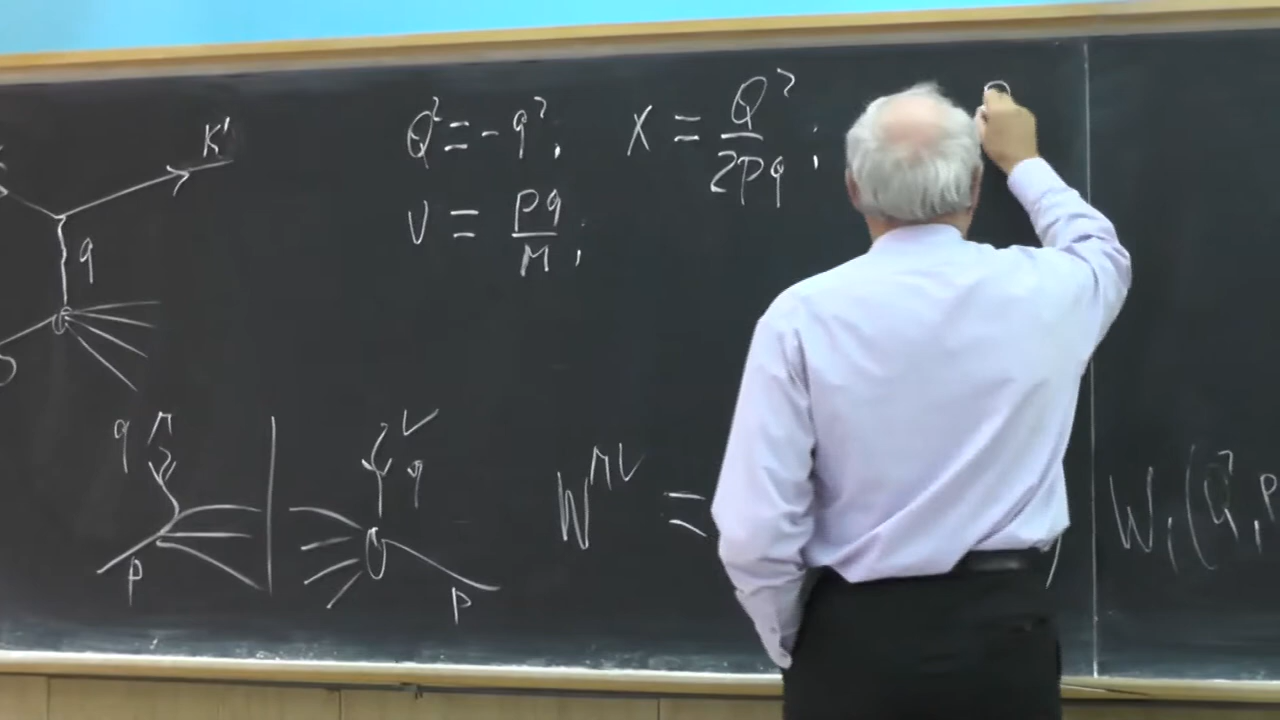 K'
Q² = -q²; X = Q²/2pq;
q
ν = pq/M;
q μ
ν q
W^{μν} =
W₁(Q², P
p
p